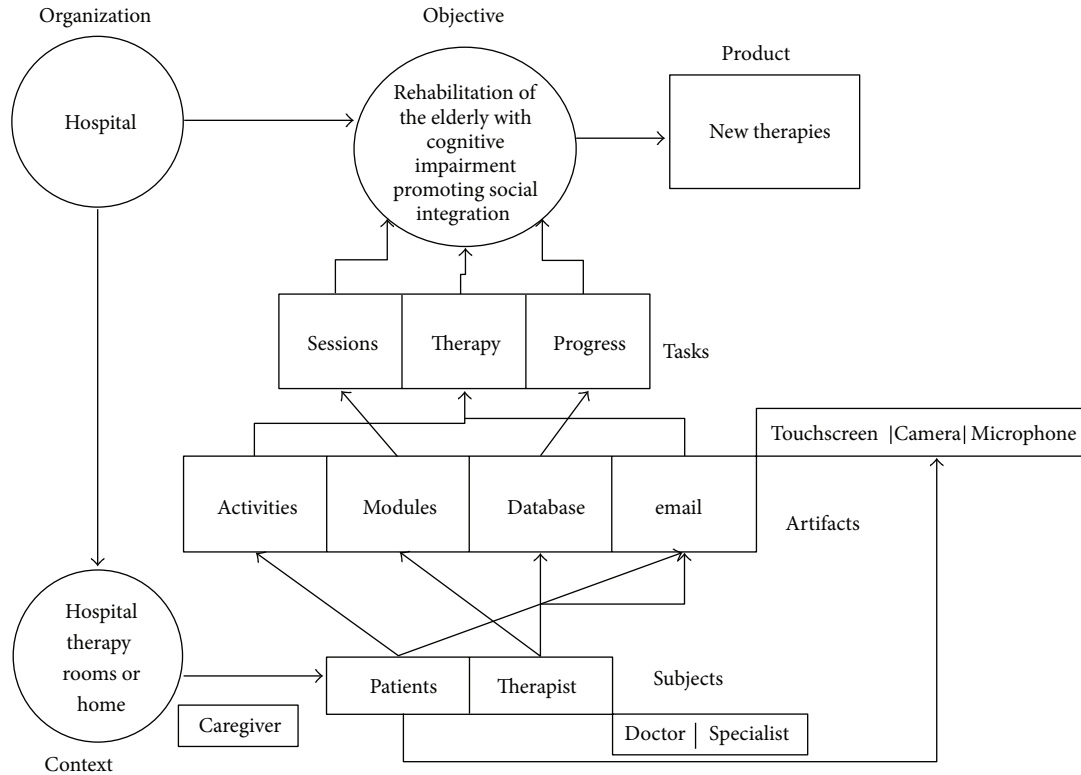 Organization
Objective
Product
Hospital
Rehabilitation of
the elderly with
cognitive
impairment
promoting social
integration
New therapies
Sessions
Therapy
Progress
Tasks
Touchscreen |Camera| Microphone
Activities
Modules
Database
email
Artifacts
Hospital
therapy
rooms or
home
Patients
Therapist
Subjects
Caregiver
Doctor | Specialist
Context